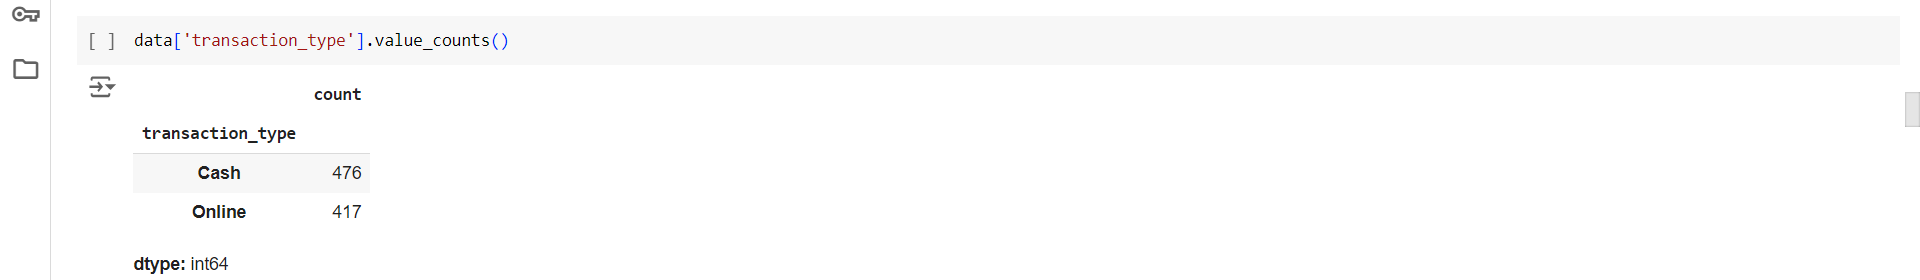 [ ] data['transaction_type'].value_counts()
count
transaction_type
Cash 476
Online 417
dtype: int64